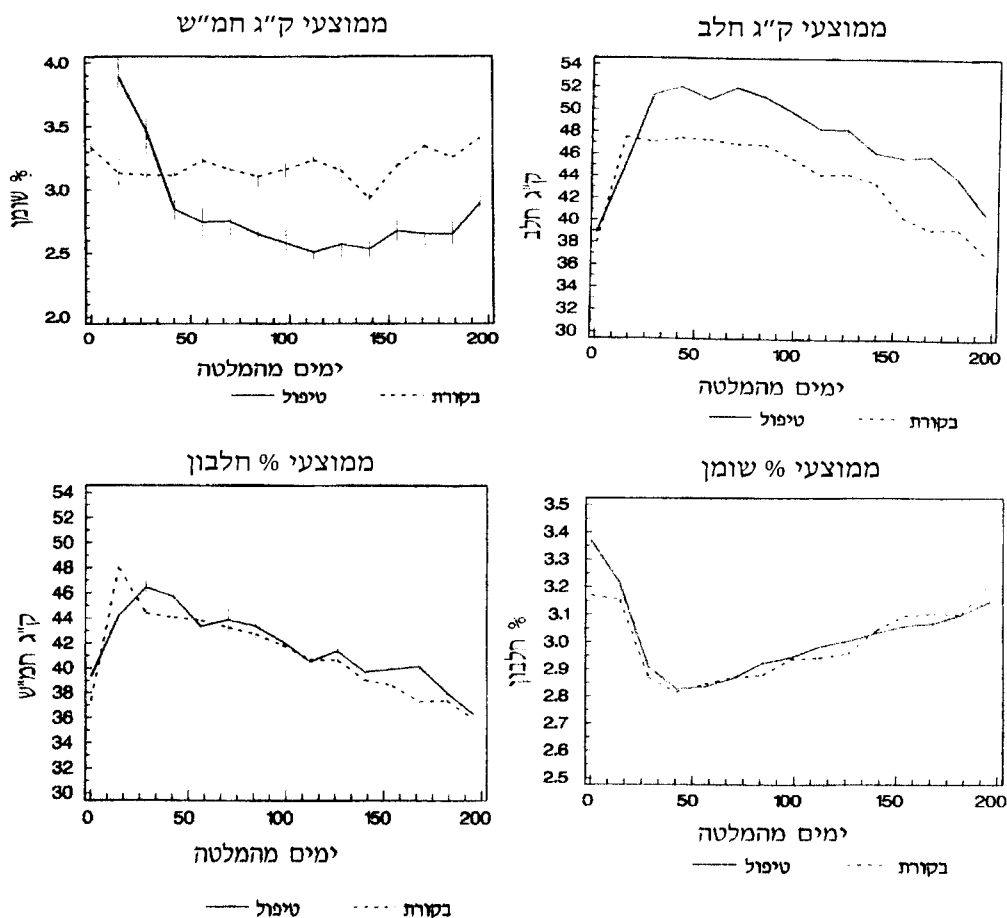 ממוצעי ק"ג חלב
54
52
50
48
46
44
42
40
38
36
34
32
30
ק"ג חלב
0 50 100 150 200
ימים מהמלטה
טיפול בקורת
ממוצעי ק"ג חמ"ש
4.0
3.5
3.0
2.5
2.0
% שומן
0 50 100 150 200
ימים מהמלטה
טיפול בקורת
ממוצעי % שומן
3.5
3.4
3.3
3.2
3.1
3.0
2.9
2.8
2.7
2.6
2.5
% חלבון
0 50 100 150 200
ימים מהמלטה
טיפול בקורת
ממוצעי % חלבון
54
52
50
48
46
44
42
40
38
36
34
32
30
ק"ג חמ"ש
0 50 100 150 200
ימים מהמלטה
טיפול בקורת